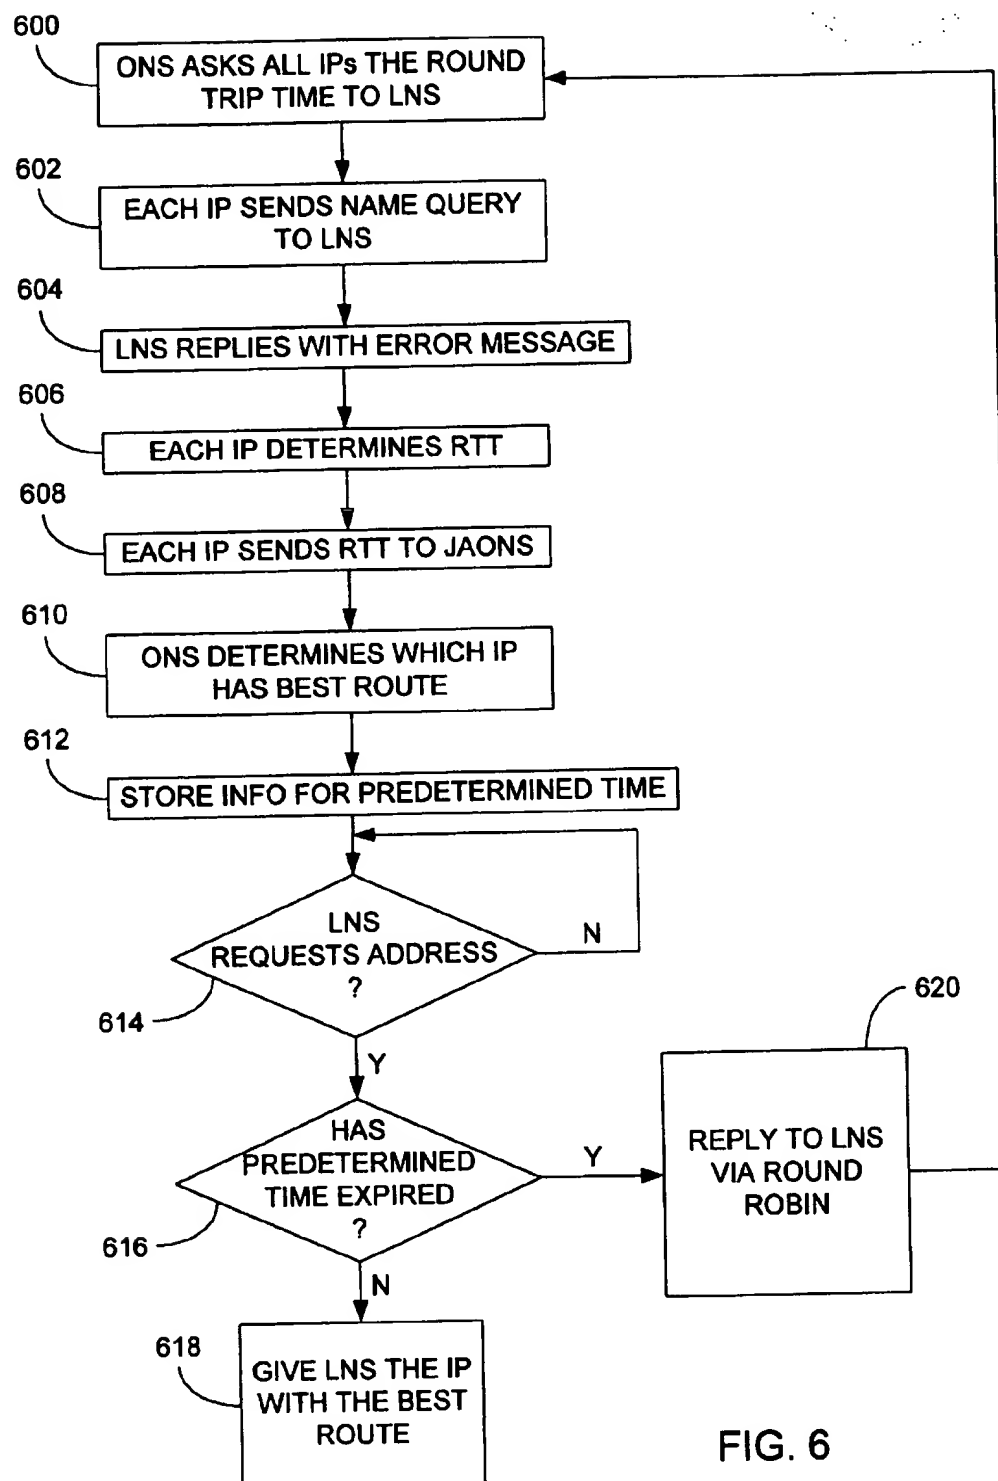 600
ONS ASKS ALL IPs THE ROUND
TRIP TIME TO LNS
602
EACH IP SENDS NAME QUERY
TO LNS
604
LNS REPLIES WITH ERROR MESSAGE
606
EACH IP DETERMINES RTT
608
EACH IP SENDS RTT TO JAONS
610
ONS DETERMINES WHICH IP
HAS BEST ROUTE
612
STORE INFO FOR PREDETERMINED TIME
LNS
REQUESTS ADDRESS
?
N
614
Y
620
HAS
PREDETERMINED
TIME EXPIRED
?
Y
616
N
REPLY TO LNS
VIA ROUND
ROBIN
618
GIVE LNS THE IP
WITH THE BEST
ROUTE
FIG. 6